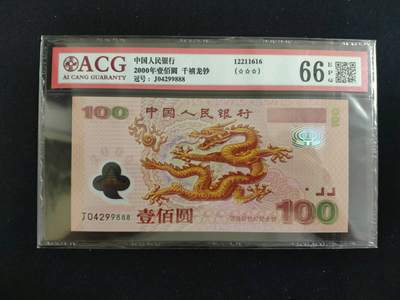 ACG
AI CANG GUARANTY
中国人民银行
2000年壹佰圆 千禧龙钞
冠号: J04299888
12211616
(☆☆☆)
66 EPQ
100 中国人民银行
J04299888
壹佰圆
100